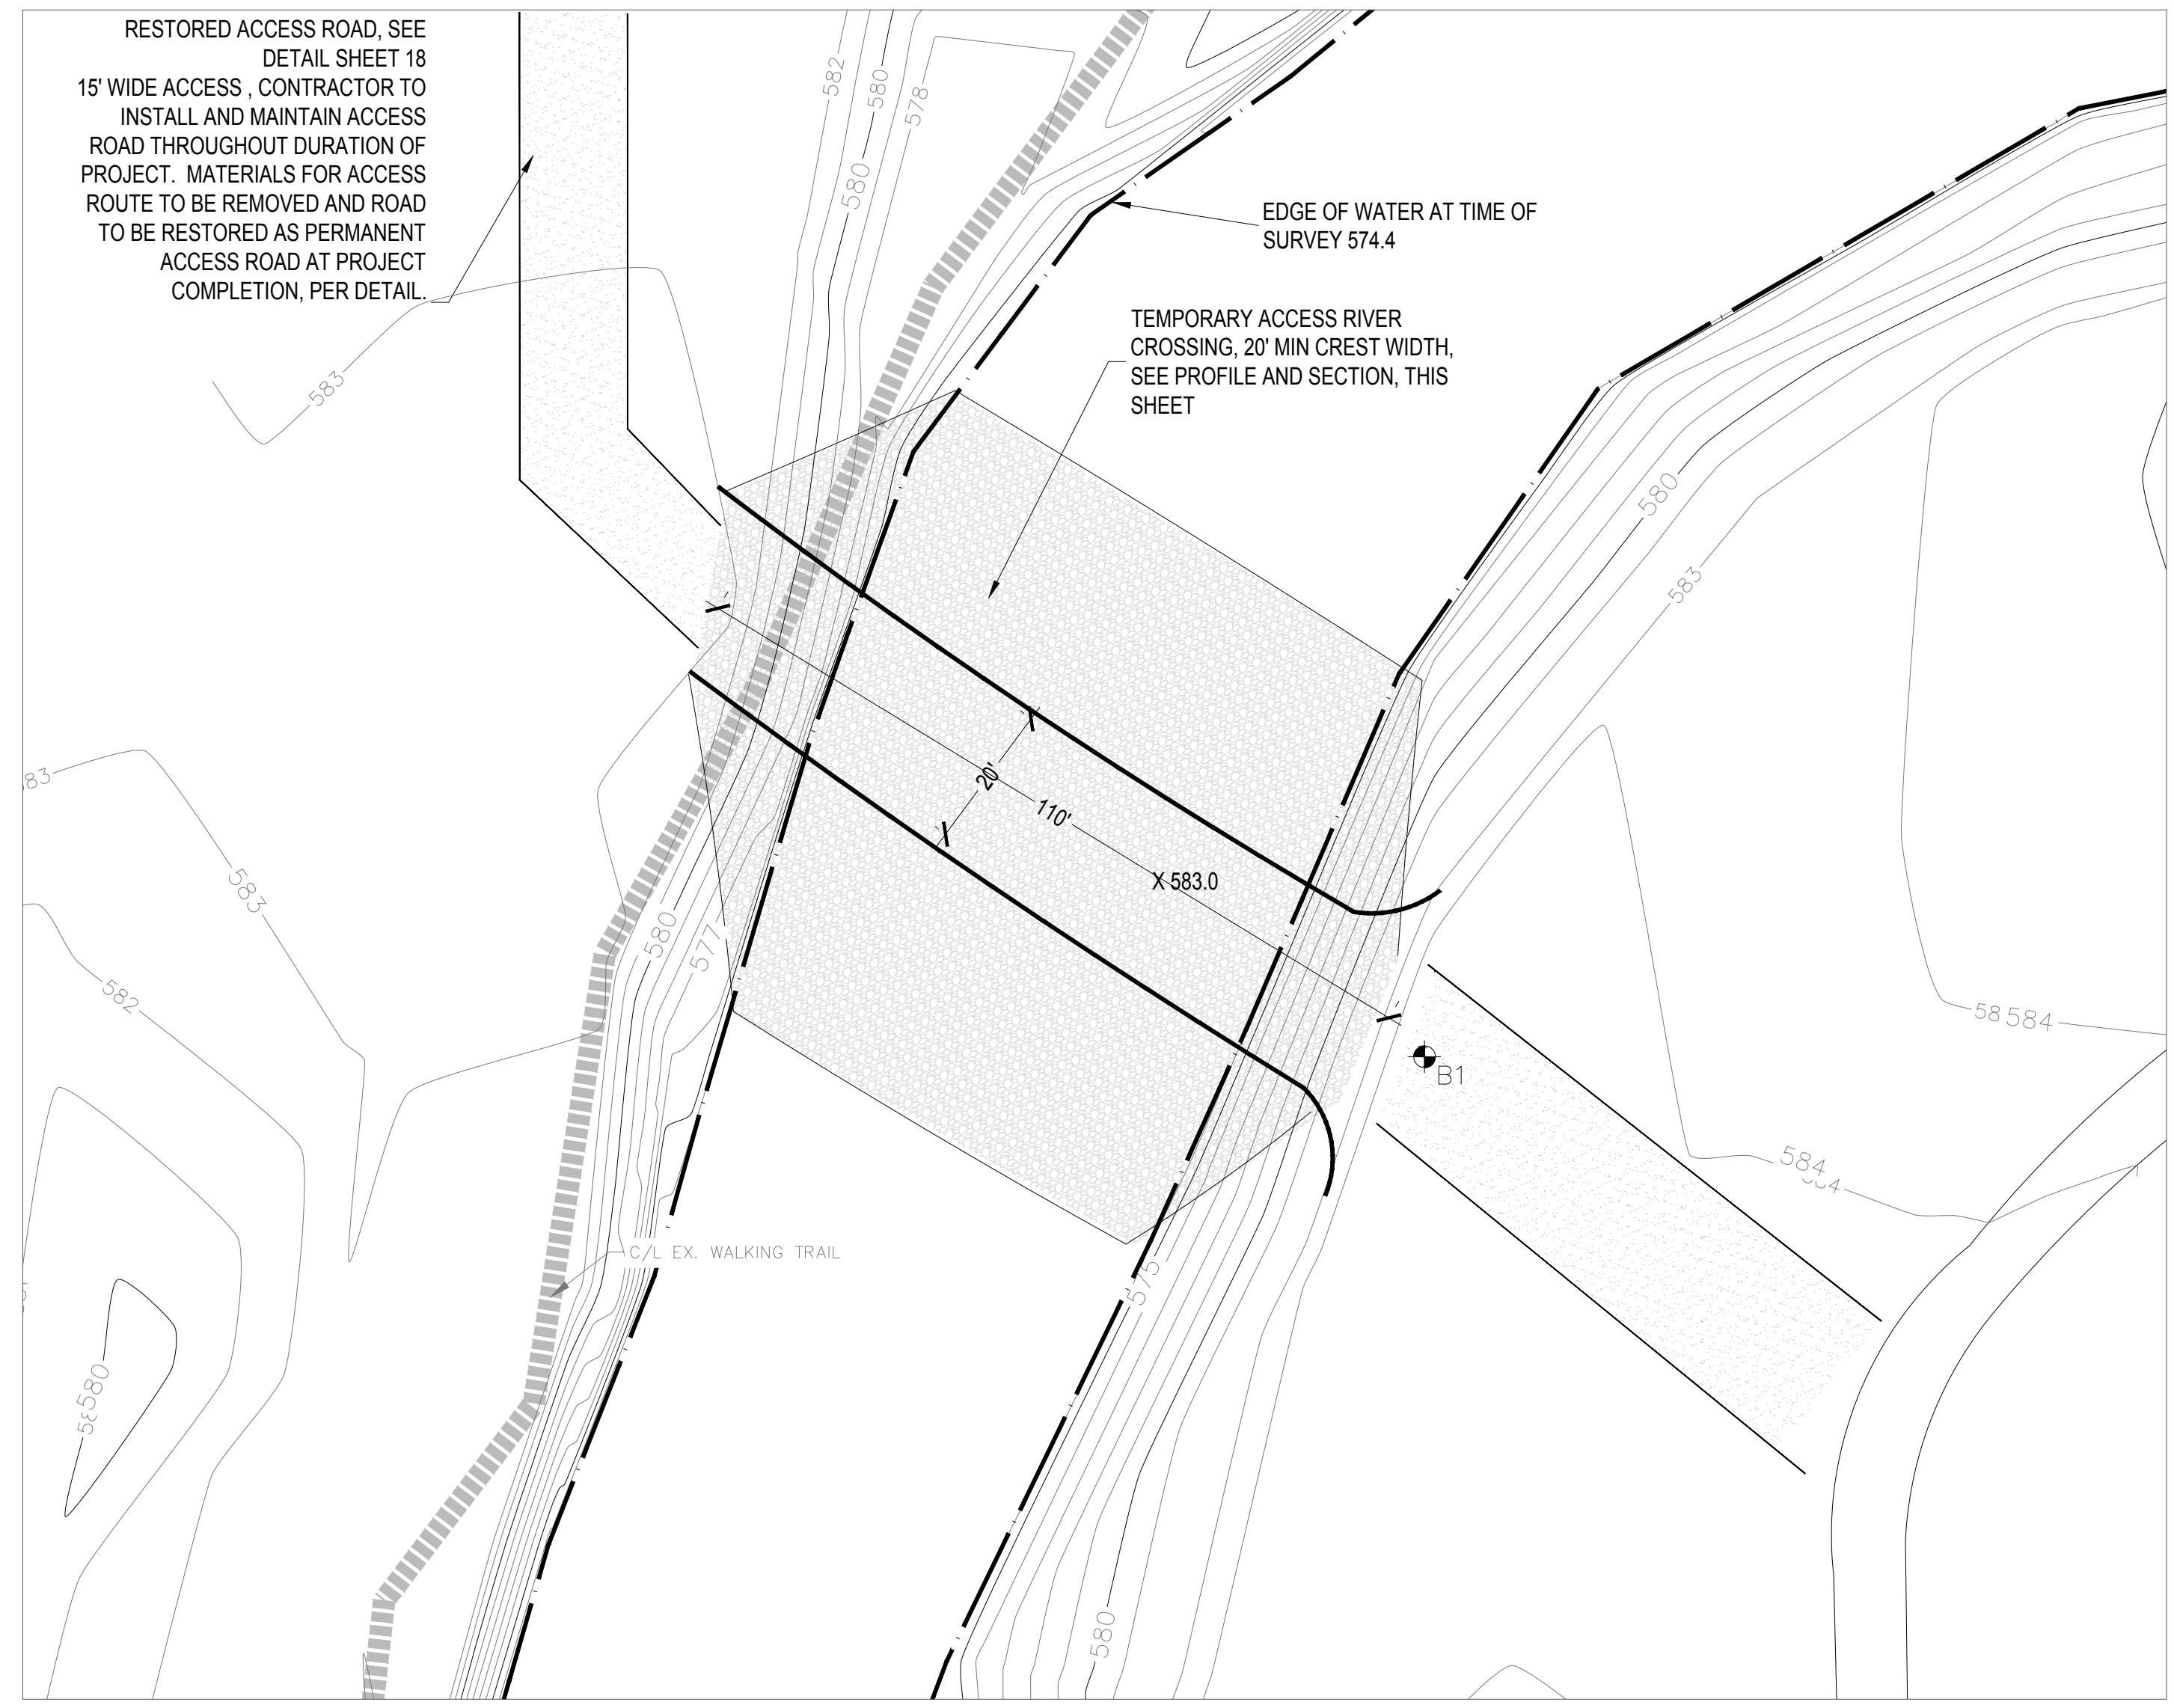 RESTORED ACCESS ROAD, SEE
DETAIL SHEET 18
15' WIDE ACCESS , CONTRACTOR TO
INSTALL AND MAINTAIN ACCESS
ROAD THROUGHOUT DURATION OF
PROJECT. MATERIALS FOR ACCESS
ROUTE TO BE REMOVED AND ROAD
TO BE RESTORED AS PERMANENT
ACCESS ROAD AT PROJECT
COMPLETION, PER DETAIL.
582
580
578
580
EDGE OF WATER AT TIME OF
SURVEY 574.4
TEMPORARY ACCESS RIVER
CROSSING, 20' MIN CREST WIDTH,
SEE PROFILE AND SECTION, THIS
SHEET
583
580
583
20'
110'
X 583.0
83
583
580
577
582
58 584
B1
584
C/L EX. WALKING TRAIL
575
580
580